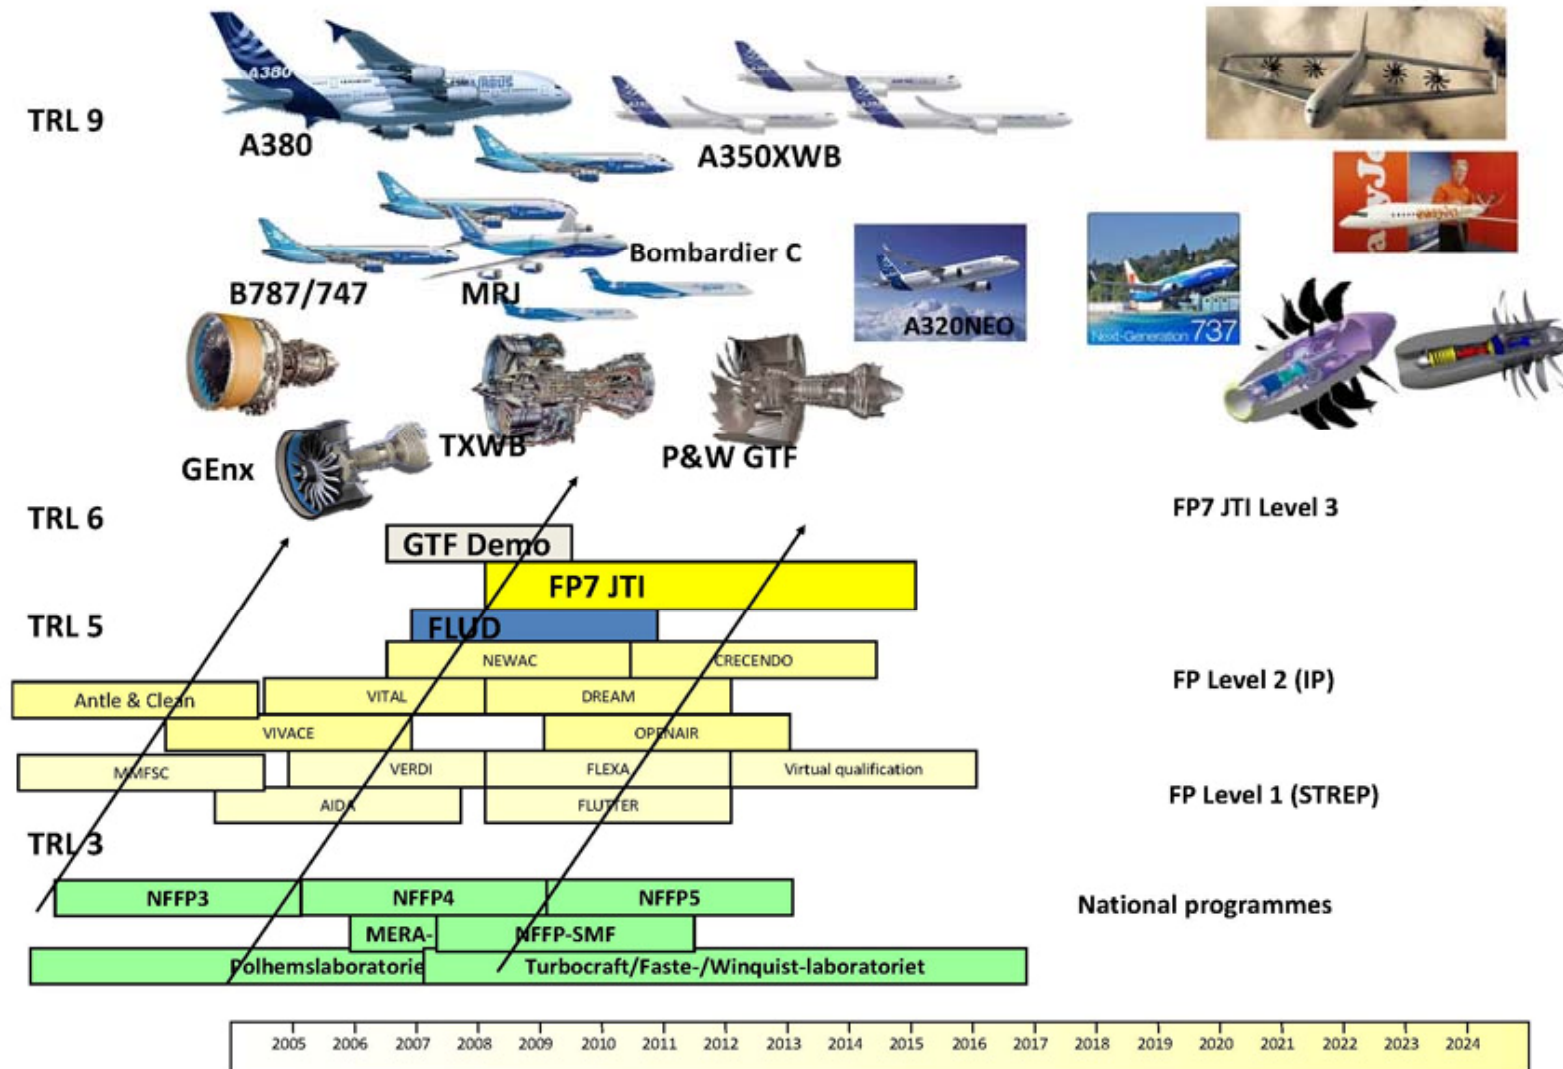 A380
TRL 9
A380
A350XWB
Bombardier C
B787/747
MRJ
A320NEO
Next-Generation 737
TXWB
GEnx
P&W GTF
TRL 6
FP7 JTI Level 3
GTF Demo
FP7 JTI
TRL 5
FLUD
NEWAC
CRECENDO
Antle & Clean
VITAL
DREAM
FP Level 2 (IP)
VIVACE
OPENAIR
MMFSC
VERDI
FLEXA
Virtual qualification
AIDA
FLUTTER
FP Level 1 (STREP)
TRL 3
NFFP3
NFFP4
NFFP5
National programmes
MERA-
NFFP-SMF
Polhemslaboratorie
Turbocraft/Faste-/Winquist-laboratoriet
2005 2006 2007 2008 2009 2010 2011 2012 2013 2014 2015 2016 2017 2018 2019 2020 2021 2022 2023 2024